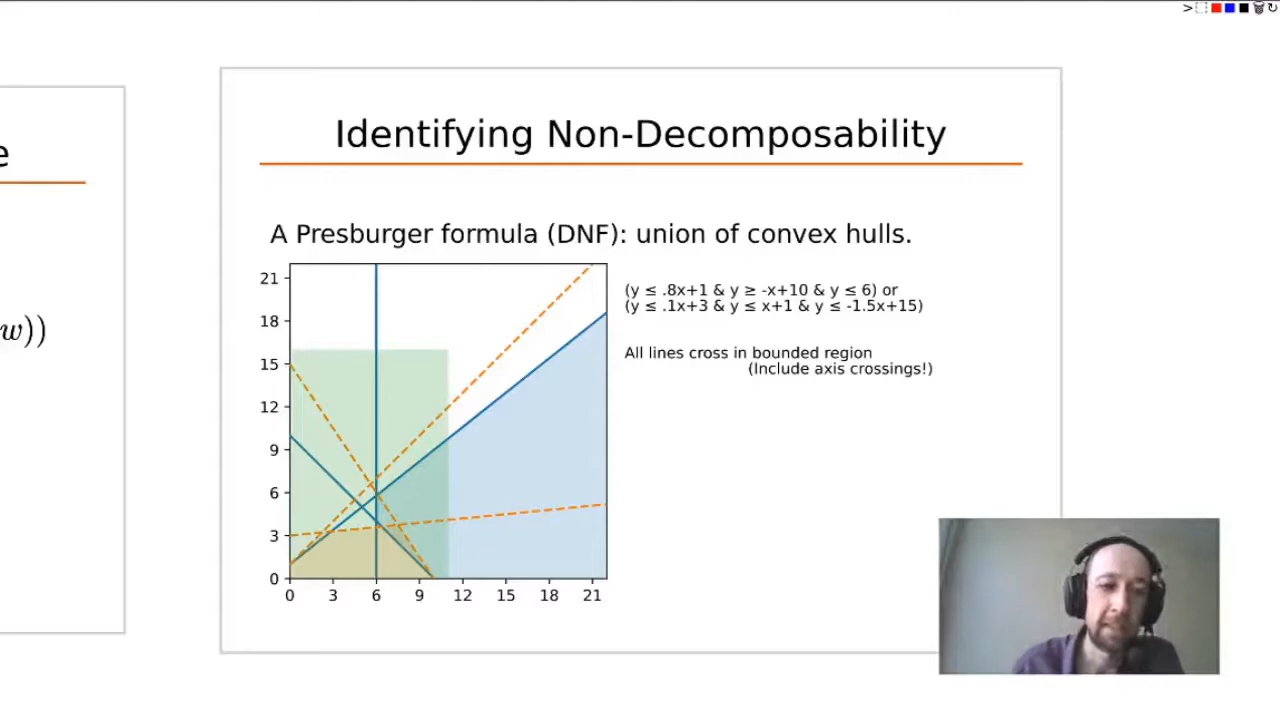 >
e
w))
Identifying Non-Decomposability
A Presburger formula (DNF): union of convex hulls.
21
18
15
12
9
6
3
0
0 3 6 9 12 15 18 21
(y ≤ .8x+1 & y ≥ -x+10 & y ≤ 6) or
(y ≤ .1x+3 & y ≤ x+1 & y ≤ -1.5x+15)
All lines cross in bounded region
(Include axis crossings!)